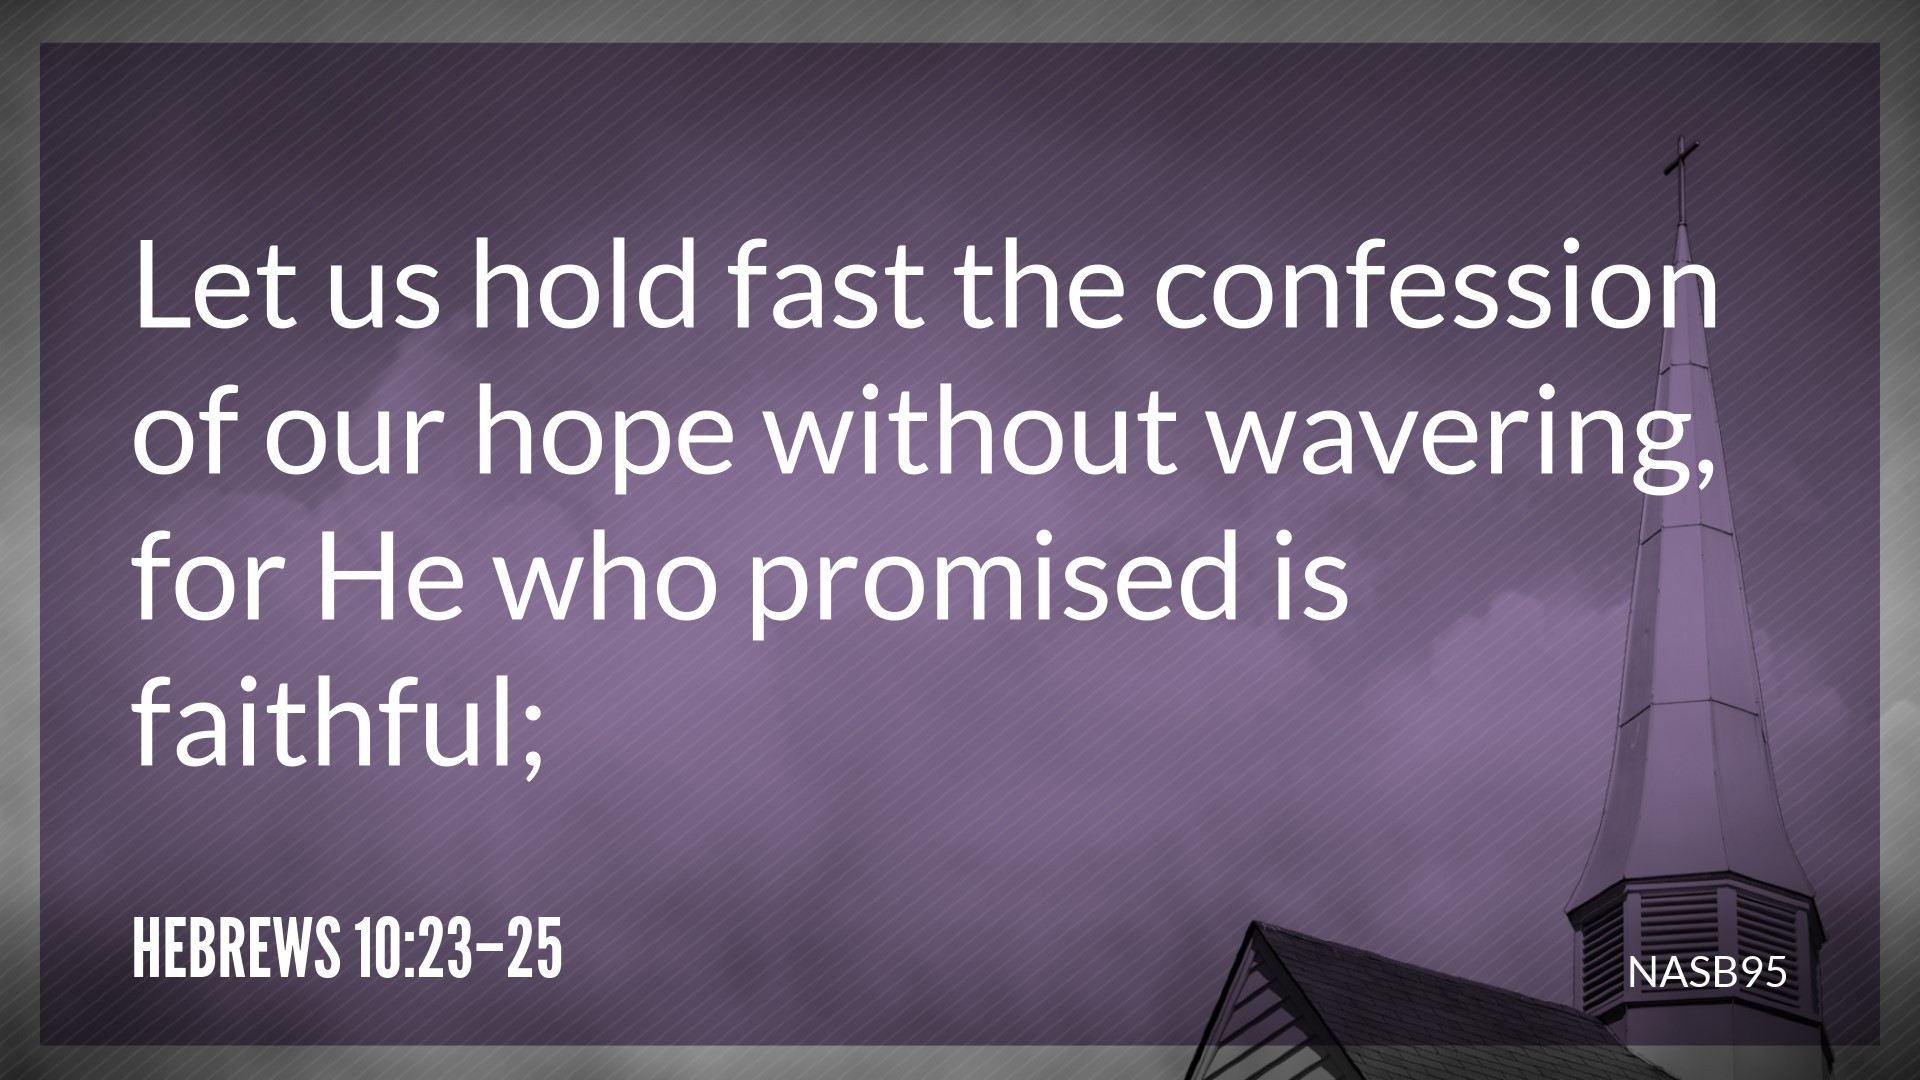 Let us hold fast the confession
of our hope without wavering,
for He who promised is
faithful;
HEBREWS 10:23–25
NASB95